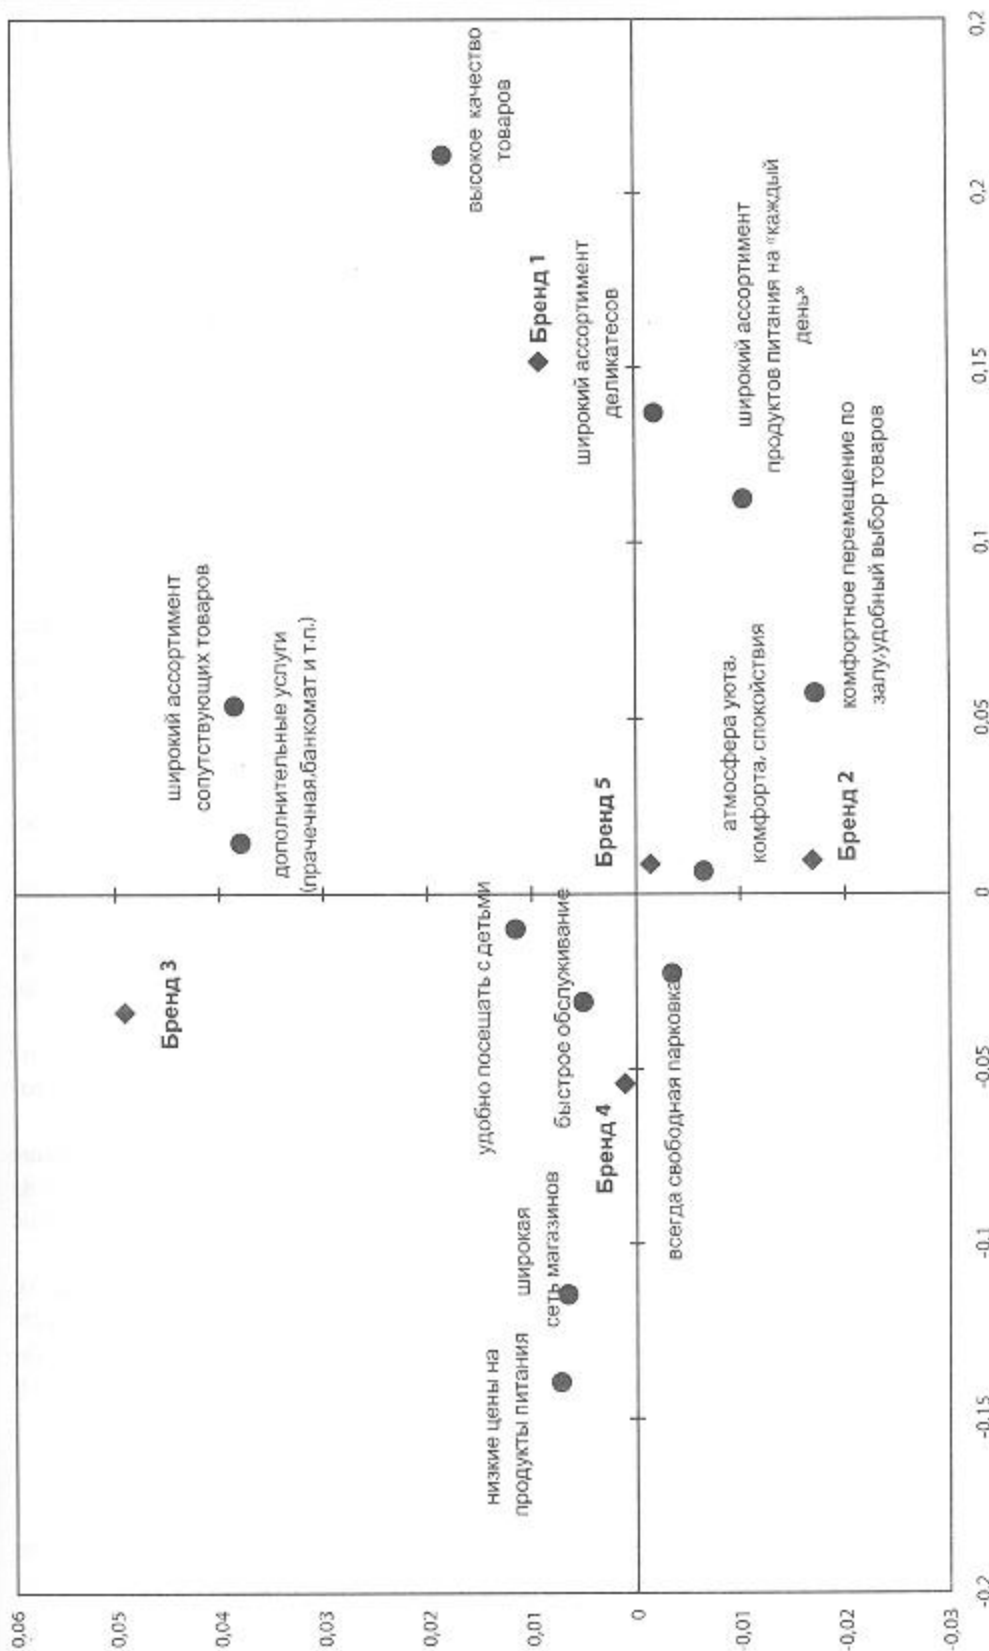 высокое качество
товаров
Бренд 1
широкий ассортимент
деликатесов
широкий ассортимент
продуктов питания на «каждый
день»
широкий ассортимент
сопутствующих товаров
дополнительные услуги
(прачечная,банкомат и т.п.)
комфортное перемещение по
залу,удобный выбор товаров
атмосфера уюта,
комфорта, спокойствия
Бренд 5
Бренд 2
Бренд 3
удобно посещать с детьми
быстрое обслуживание
Бренд 4
всегда свободная парковка
широкая
сеть магазинов
низкие цены на
продукты питания
0,06
0,05
0,04
0,03
0,02
0,01
0
-0,01
-0,02
-0,03
-0,2
-0,15
-0,1
-0,05
0
0,05
0,1
0,15
0,2
0,2